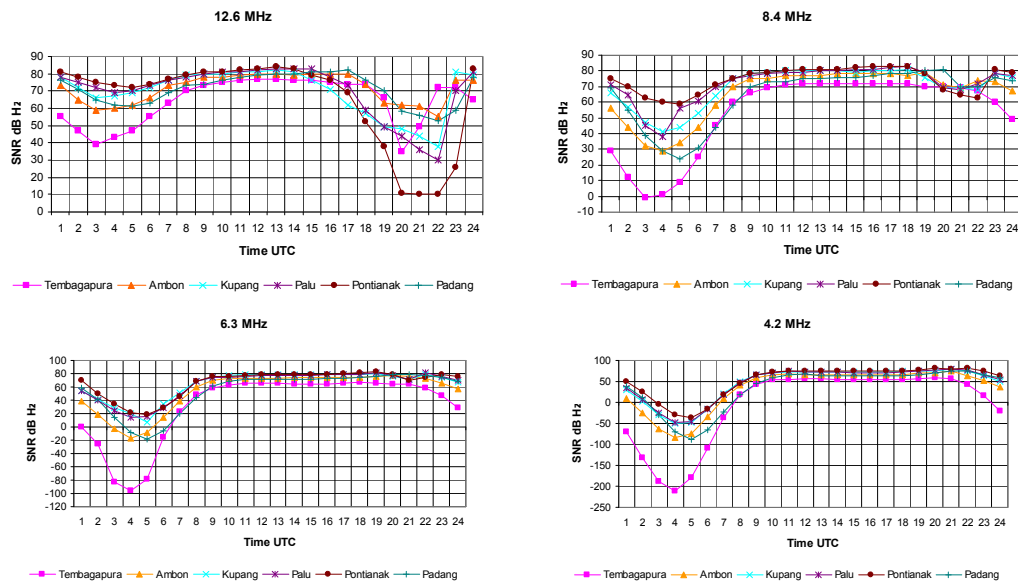 12.6 MHz
SNR dB Hz
90
80
70
60
50
40
30
20
10
0
1 2 3 4 5 6 7 8 9 10 11 12 13 14 15 16 17 18 19 20 21 22 23 24
Time UTC
Tembagapura Ambon Kupang Palu Pontianak Padang
8.4 MHz
SNR dB Hz
90
80
70
60
50
40
30
20
10
0
-10
1 2 3 4 5 6 7 8 9 10 11 12 13 14 15 16 17 18 19 20 21 22 23 24
Time UTC
Tembagapura Ambon Kupang Palu Pontianak Padang
6.3 MHz
SNR dB Hz
100
80
60
40
20
0
-20
-40
-60
-80
-100
-120
1 2 3 4 5 6 7 8 9 10 11 12 13 14 15 16 17 18 19 20 21 22 23 24
Time UTC
Tembagapura Ambon Kupang Palu Pontianak Padang
4.2 MHz
SNR dB Hz
100
50
0
-50
-100
-150
-200
-250
1 2 3 4 5 6 7 8 9 10 11 12 13 14 15 16 17 18 19 20 21 22 23 24
Time UTC
Tembagapura Ambon Kupang Palu Pontianak Padang